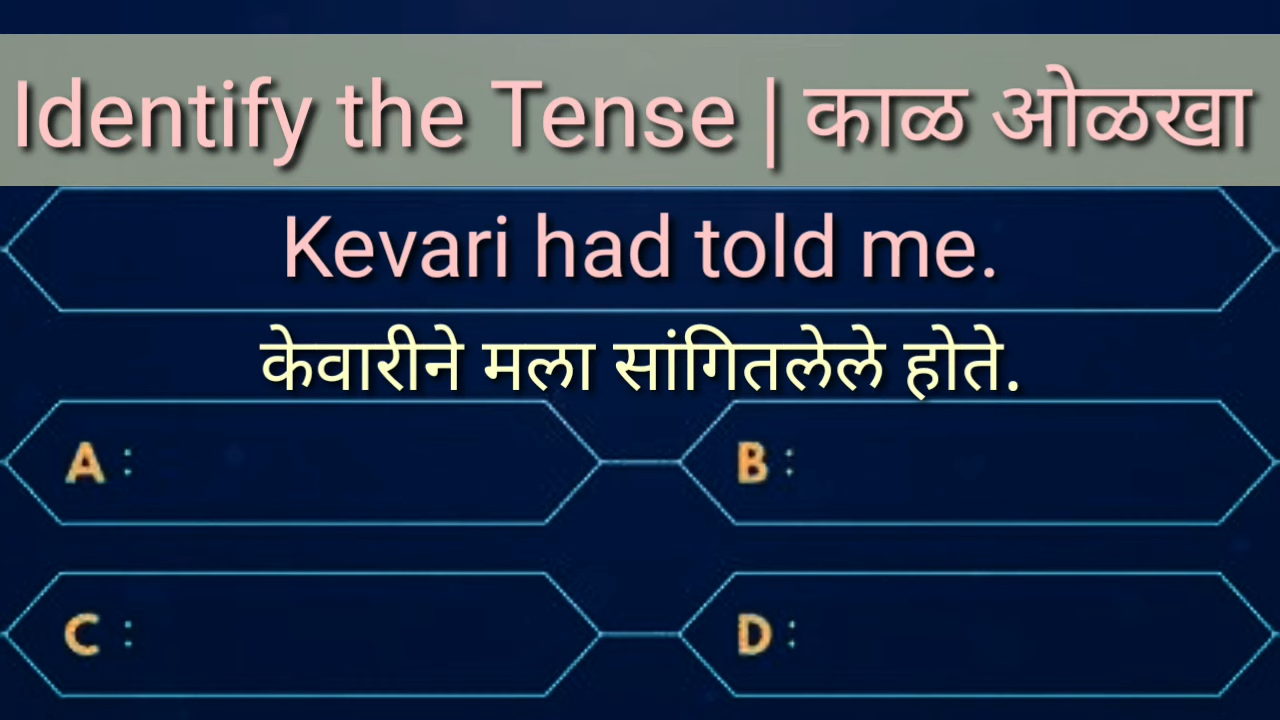 Identify the Tense | काळ ओळखा
Kevari had told me.
केवारीने मला सांगितलेले होते.
A :
B :
C :
D :